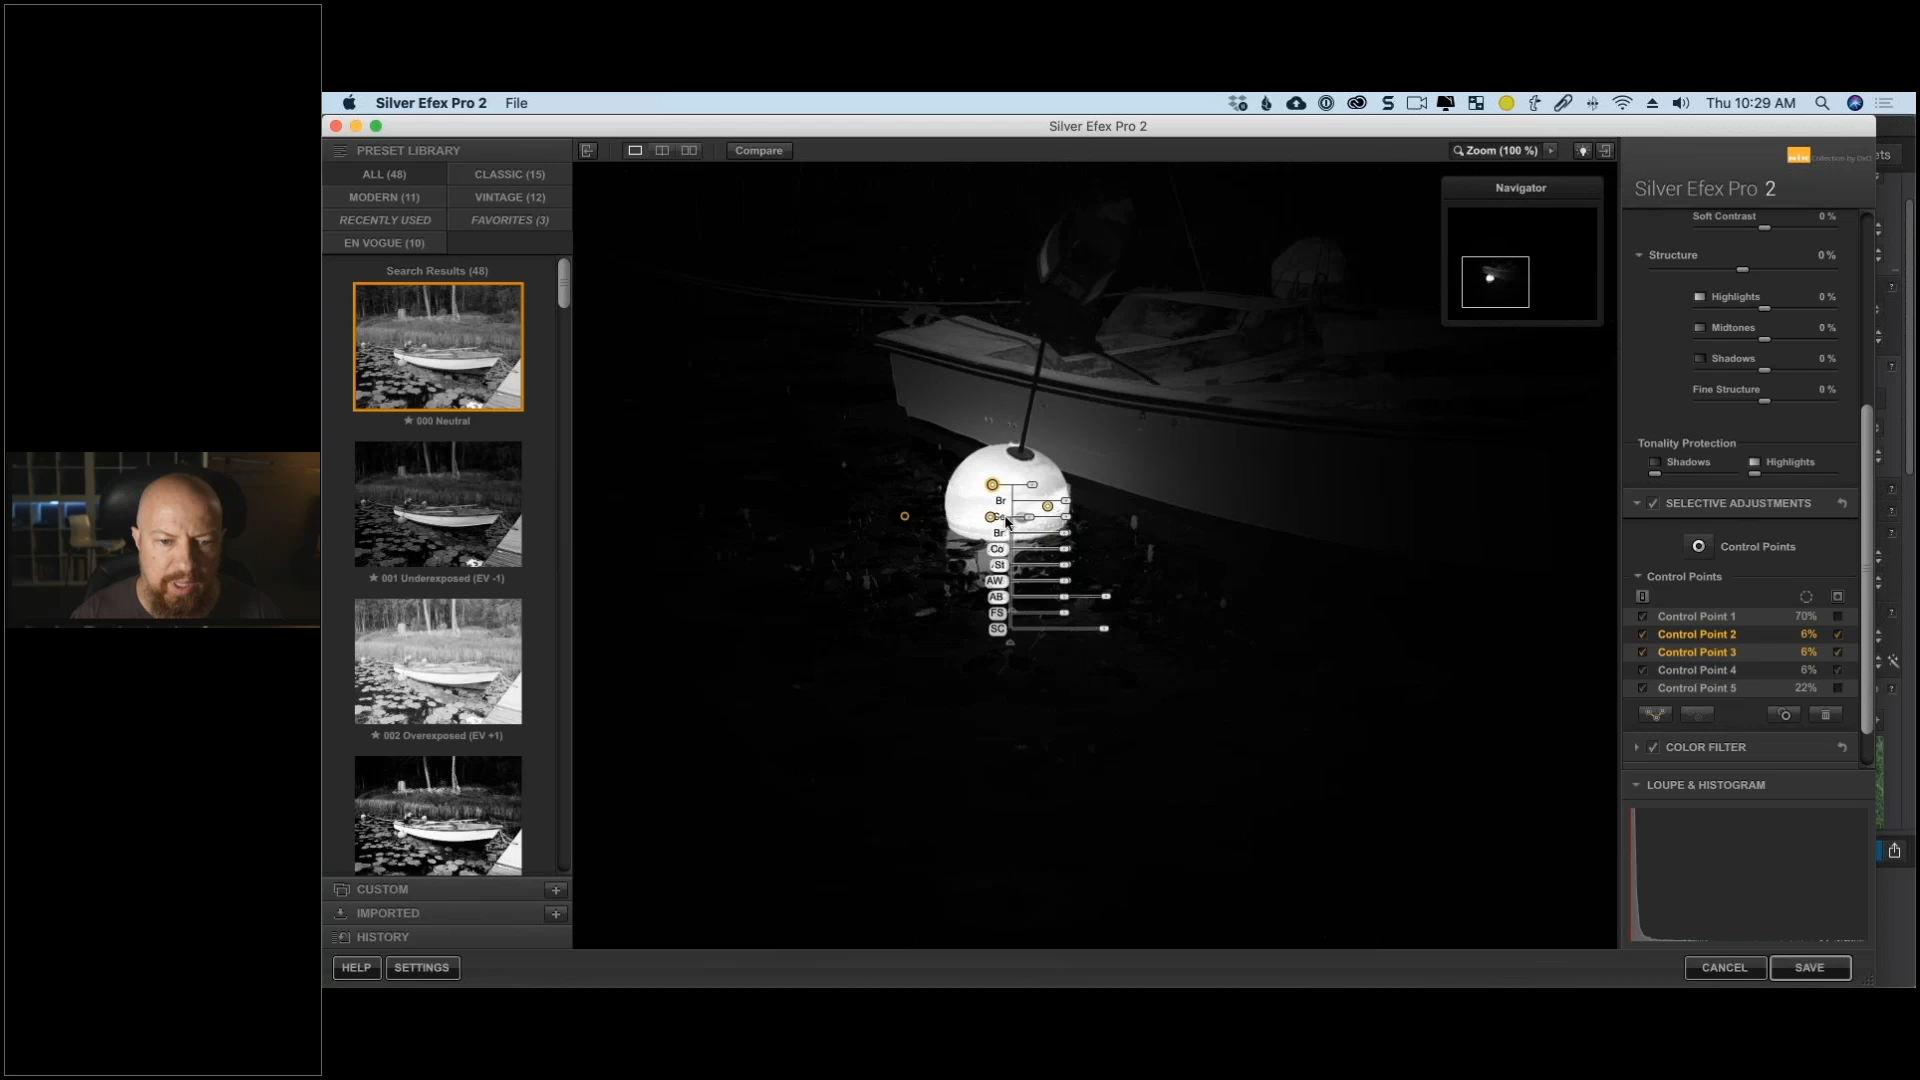 Silver Efex Pro 2 File
Thu 10:29 AM
Silver Efex Pro 2
PRESET LIBRARY
ALL (48)
CLASSIC (15)
MODERN (11)
VINTAGE (12)
RECENTLY USED
FAVORITES (3)
EN VOGUE (10)
Search Results (48)
000 Neutral
001 Underexposed (EV -1)
002 Overexposed (EV +1)
CUSTOM
IMPORTED
HISTORY
HELP
SETTINGS
Compare
Zoom (100 %)
Navigator
Br
Br
Co
St
AW
AB
FS
SC
nik Collection by DxO
Silver Efex Pro 2
Soft Contrast 0 %
Structure 0 %
Highlights 0 %
Midtones 0 %
Shadows 0 %
Fine Structure 0 %
Tonality Protection
Shadows
Highlights
SELECTIVE ADJUSTMENTS
Control Points
Control Points
Control Point 1 70%
Control Point 2 6%
Control Point 3 6%
Control Point 4 6%
Control Point 5 22%
COLOR FILTER
LOUPE & HISTOGRAM
CANCEL
SAVE
ets